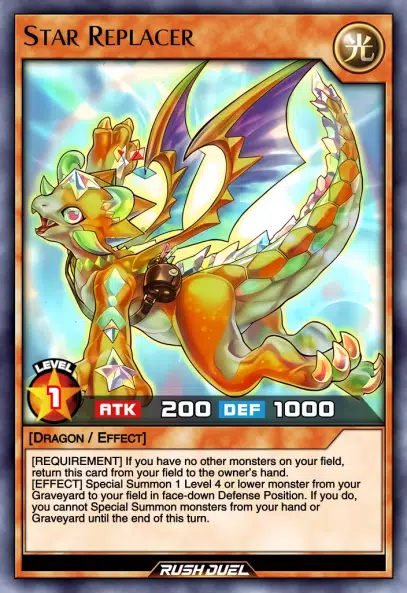 STAR REPLACER
光
LEVEL
1
ATK 200 DEF 1000
[DRAGON / EFFECT]
[REQUIREMENT] If you have no other monsters on your field,
return this card from your field to the owner's hand.
[EFFECT] Special Summon 1 Level 4 or lower monster from your
Graveyard to your field in face-down Defense Position. If you do,
you cannot Special Summon monsters from your hand or
Graveyard until the end of this turn.
RUSH DUEL